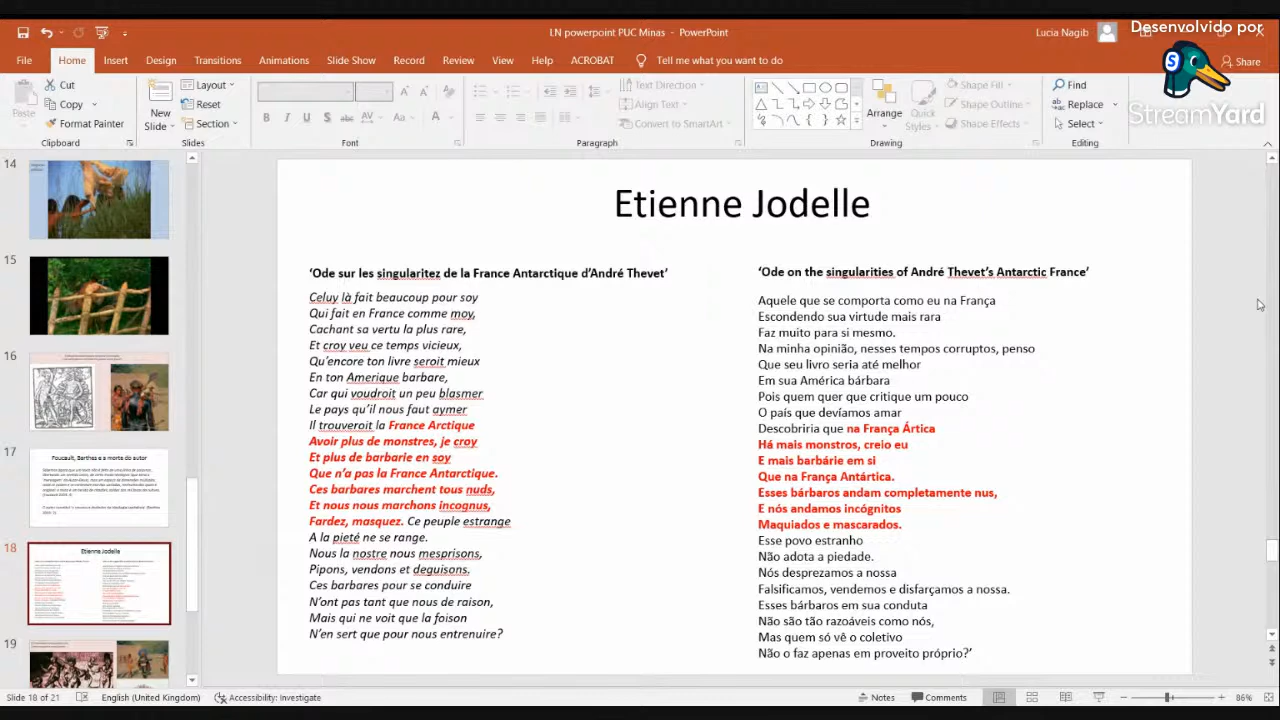 Desenvolvido por
StreamYard
LN powerpoint PUC Minas - PowerPoint
Lucia Nagib
File Home Insert Design Transitions Animations Slide Show Record Review View Help ACROBAT Tell me what you want to do Share
Paste
Cut
Copy
Format Painter
Clipboard
New Slide
Layout
Reset
Section
Slides
B I U S ab AV Aa A
Font
Text Direction
Align Text
Convert to SmartArt
Paragraph
Arrange
Quick Styles
Shape Fill
Shape Outline
Shape Effects
Drawing
Find
Replace
Select
Editing
14
15
16
17
Foucault, Barthes e a morte do autor
18
Etienne Jodelle
19
Etienne Jodelle
‘Ode sur les singularitez de la France Antarctique d’André Thevet’
Celuy là fait beaucoup pour soy
Qui fait en France comme moy,
Cachant sa vertu la plus rare,
Et croy veu ce temps vicieux,
Qu’encore ton livre seroit mieux
En ton Amerique barbare,
Car qui voudroit un peu blasmer
Le pays qu’il nous faut aymer
Il trouveroit la France Arctique
Avoir plus de monstres, je croy
Et plus de barbarie en soy
Que n’a pas la France Antarctique.
Ces barbares marchent tous nuds,
Et nous nous marchons incognus,
Fardez, masquez. Ce peuple estrange
A la pieté ne se range.
Nous la nostre nous mesprisons,
Pipons, vendons et deguisons.
Ces barbares pour se conduire
N’ont pas tant que nous de raison,
Mais qui ne voit que la foison
N’en sert que pour nous entrenuire?
‘Ode on the singularities of André Thevet’s Antarctic France’
Aquele que se comporta como eu na França
Escondendo sua virtude mais rara
Faz muito para si mesmo.
Na minha opinião, nesses tempos corruptos, penso
Que seu livro seria até melhor
Em sua América bárbara
Pois quem quer que critique um pouco
O país que devíamos amar
Descobriria que na França Ártica
Há mais monstros, creio eu
E mais barbárie em si
Que na França Antártica.
Esses bárbaros andam completamente nus,
E nós andamos incógnitos
Maquiados e mascarados.
Esse povo estranho
Não adota a piedade.
Nós desprezamos a nossa
Falsificamos, vendemos e disfarçamos a nossa.
Esses bárbaros em sua conduta
Não são tão razoáveis como nós,
Mas quem só vê o coletivo
Não o faz apenas em proveito próprio?’
Slide 18 of 21 English (United Kingdom) Accessibility: Investigate Notes Comments 86%